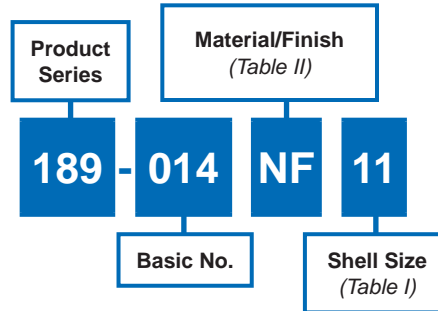 Product
Series
Material/Finish
(Table II)
189 - 014 NF 11
Basic No.
Shell Size
(Table I)